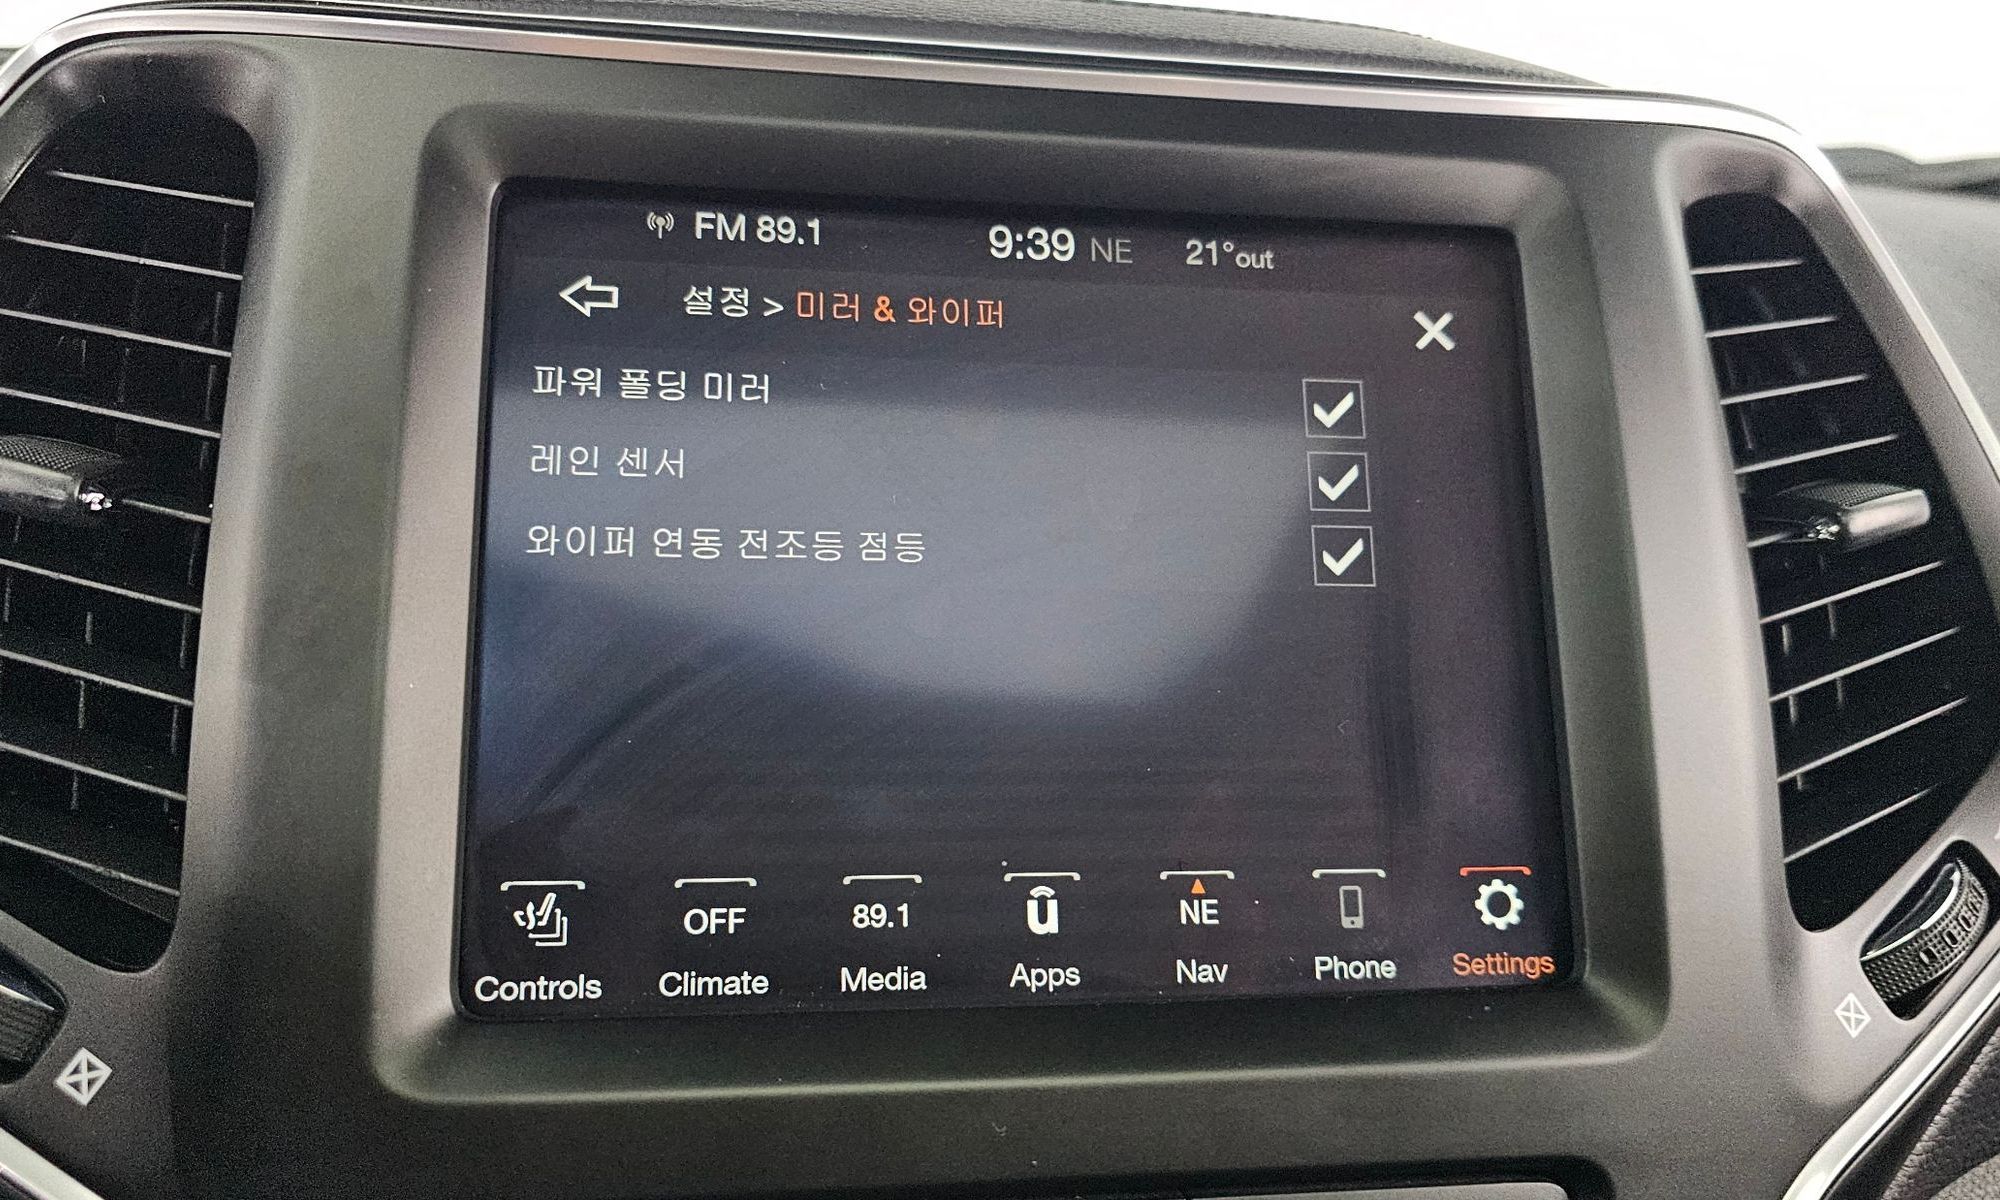 FM 89.1 9:39 NE 21°out
설정 > 미러 & 와이퍼
파워 폴딩 미러
레인 센서
와이퍼 연동 전조등 점등
OFF 89.1 u NE
Controls Climate Media Apps Nav Phone Settings